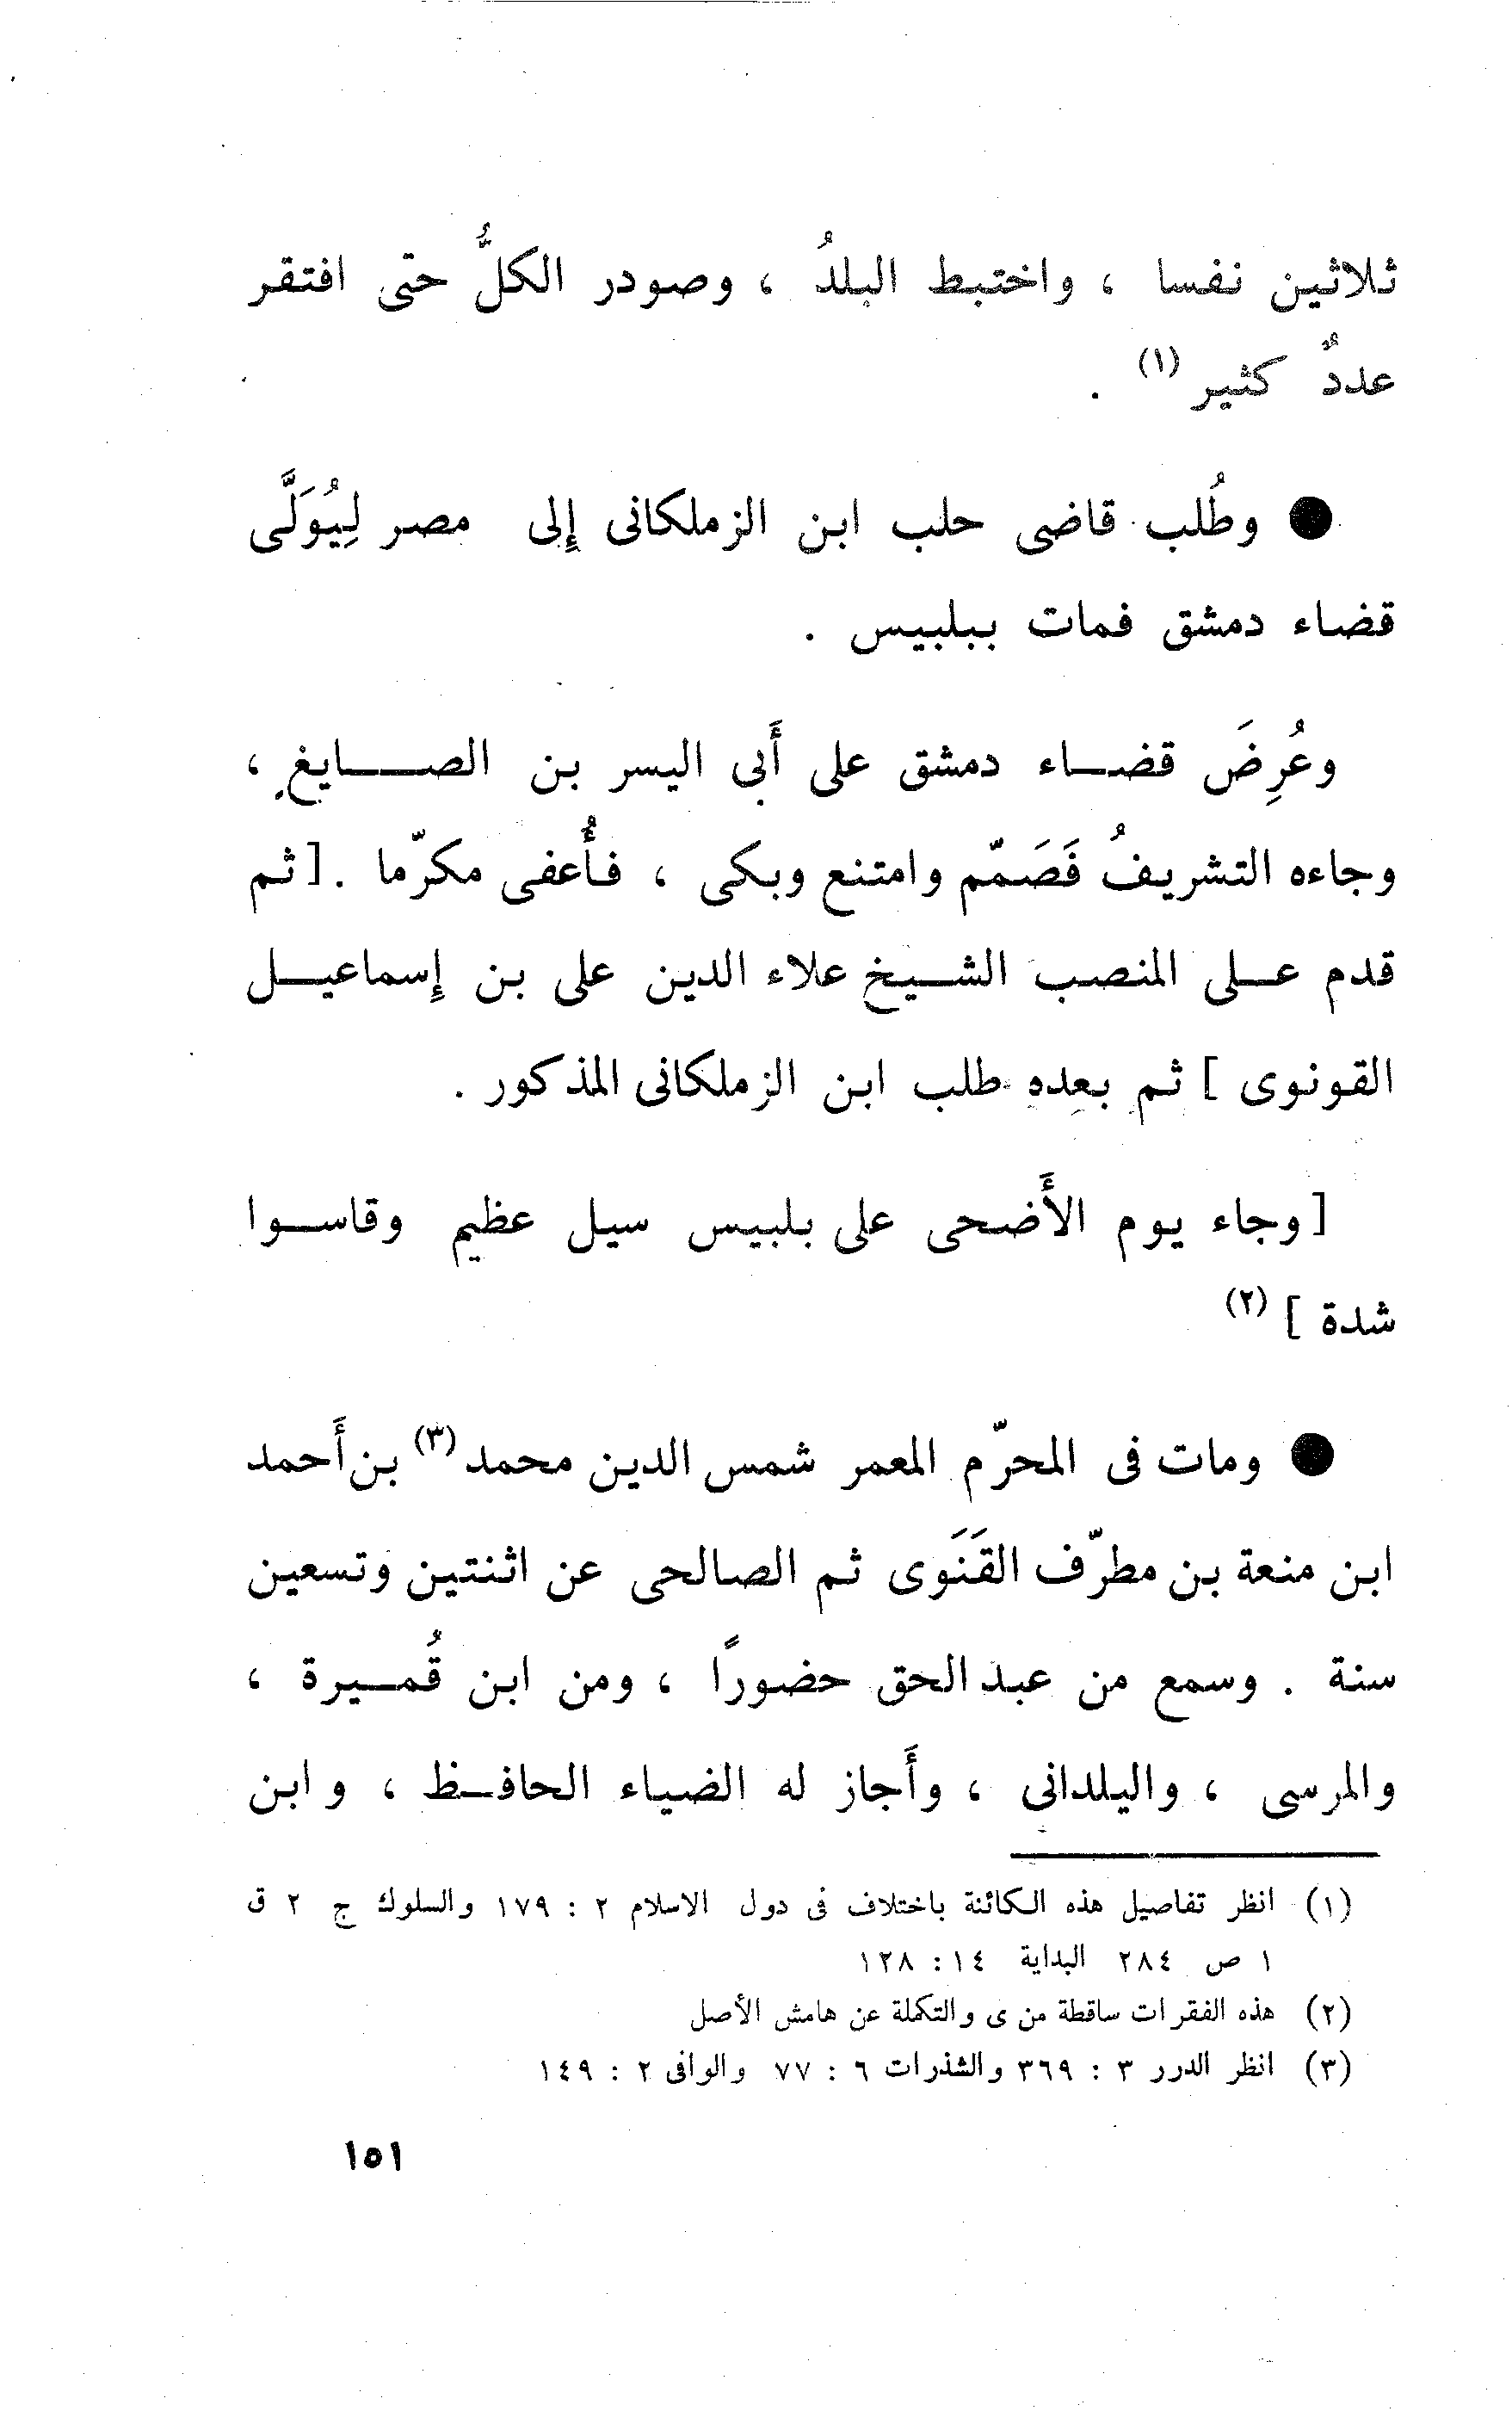 ثلاثين نفسا ، واختبط البلدُ ، وصودر الكلُّ حتى افتقر
عددٌ كثير (١) .
● وطُلب قاضى حلب ابن الزملكانى إلى مصر لِيُوَلَّى
قضاء دمشق فمات ببلبيس .
وعُرِضَ قضاء دمشق على أَبى اليسر بن الصايغ ،
وجاءه التشريفُ فَصَمّم وامتنع وبكى ، فأُعفى مكرّما . [ ثم
قدم على المنصب الشيخ علاء الدين على بن إسماعيل
القونوى ] ثم بعده طلب ابن الزملكانى المذكور .
[ وجاء يوم الأَضحى على بلبيس سيل عظيم وقاسوا
شدة ] (٢)
● ومات فى المحرّم المعمر شمس الدين محمد (٣) بن أَحمد
ابن منعة بن مطرّف القَنَوى ثم الصالحى عن اثنتين وتسعين
سنة . وسمع من عبد الحق حضورًا ، ومن ابن قُميرة ،
والمرسى ، واليلدانى ، وأَجاز له الضياء الحافظ ، وابن
(١) انظر تفاصيل هذه الكائنة باختلاف فى دول الاسلام ٢ : ١٧٩ والسلوك ج ٢ ق
١ ص ٢٨٤ البداية ١٤ : ١٢٨
(٢) هذه الفقرات ساقطة من ى والتكملة عن هامش الأصل
(٣) انظر الدرر ٣ : ٣٦٩ والشذرات ٦ : ٧٧ والوافى ٢ : ١٤٩
١٥١